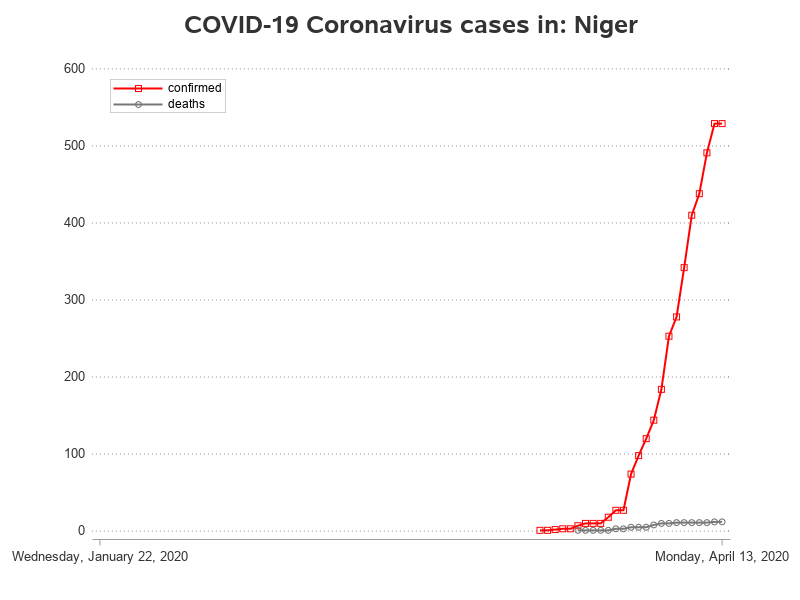 COVID-19 Coronavirus cases in: Niger
600
confirmed
deaths
500
400
300
200
100
0
Wednesday, January 22, 2020
Monday, April 13, 2020